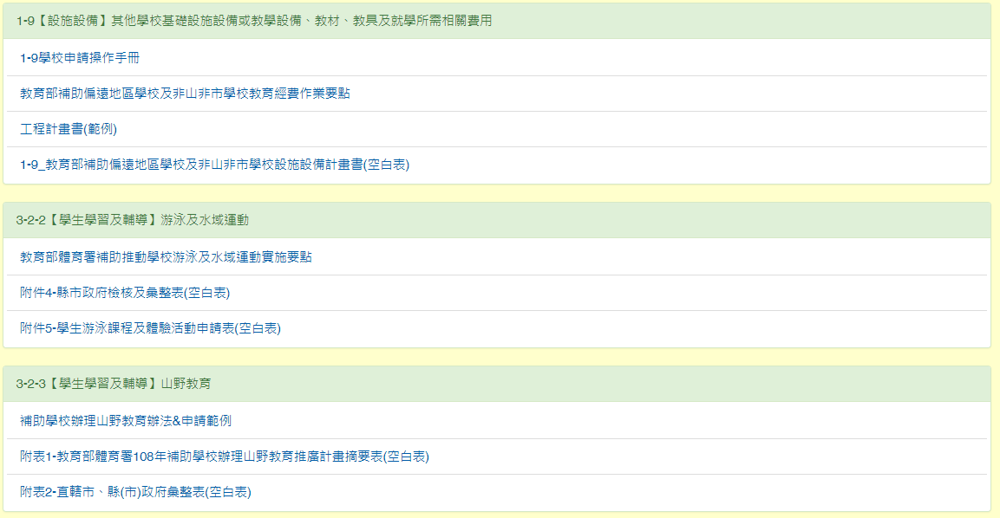 1-9【設施設備】其他學校基礎設施設備或教學設備、教材、教具及就學所需相關費用
1-9學校申請操作手冊
教育部補助偏遠地區學校及非山非市學校教育經費作業要點
工程計畫書(範例)
1-9_教育部補助偏遠地區學校及非山非市學校設施設備計畫書(空白表)
3-2-2【學生學習及輔導】游泳及水域運動
教育部體育署補助推動學校游泳及水域運動實施要點
附件4-縣市政府檢核及彙整表(空白表)
附件5-學生游泳課程及體驗活動申請表(空白表)
3-2-3【學生學習及輔導】山野教育
補助學校辦理山野教育辦法&申請範例
附表1-教育部體育署108年補助學校辦理山野教育推廣計畫摘要表(空白表)
附表2-直轄市、縣(市)政府彙整表(空白表)